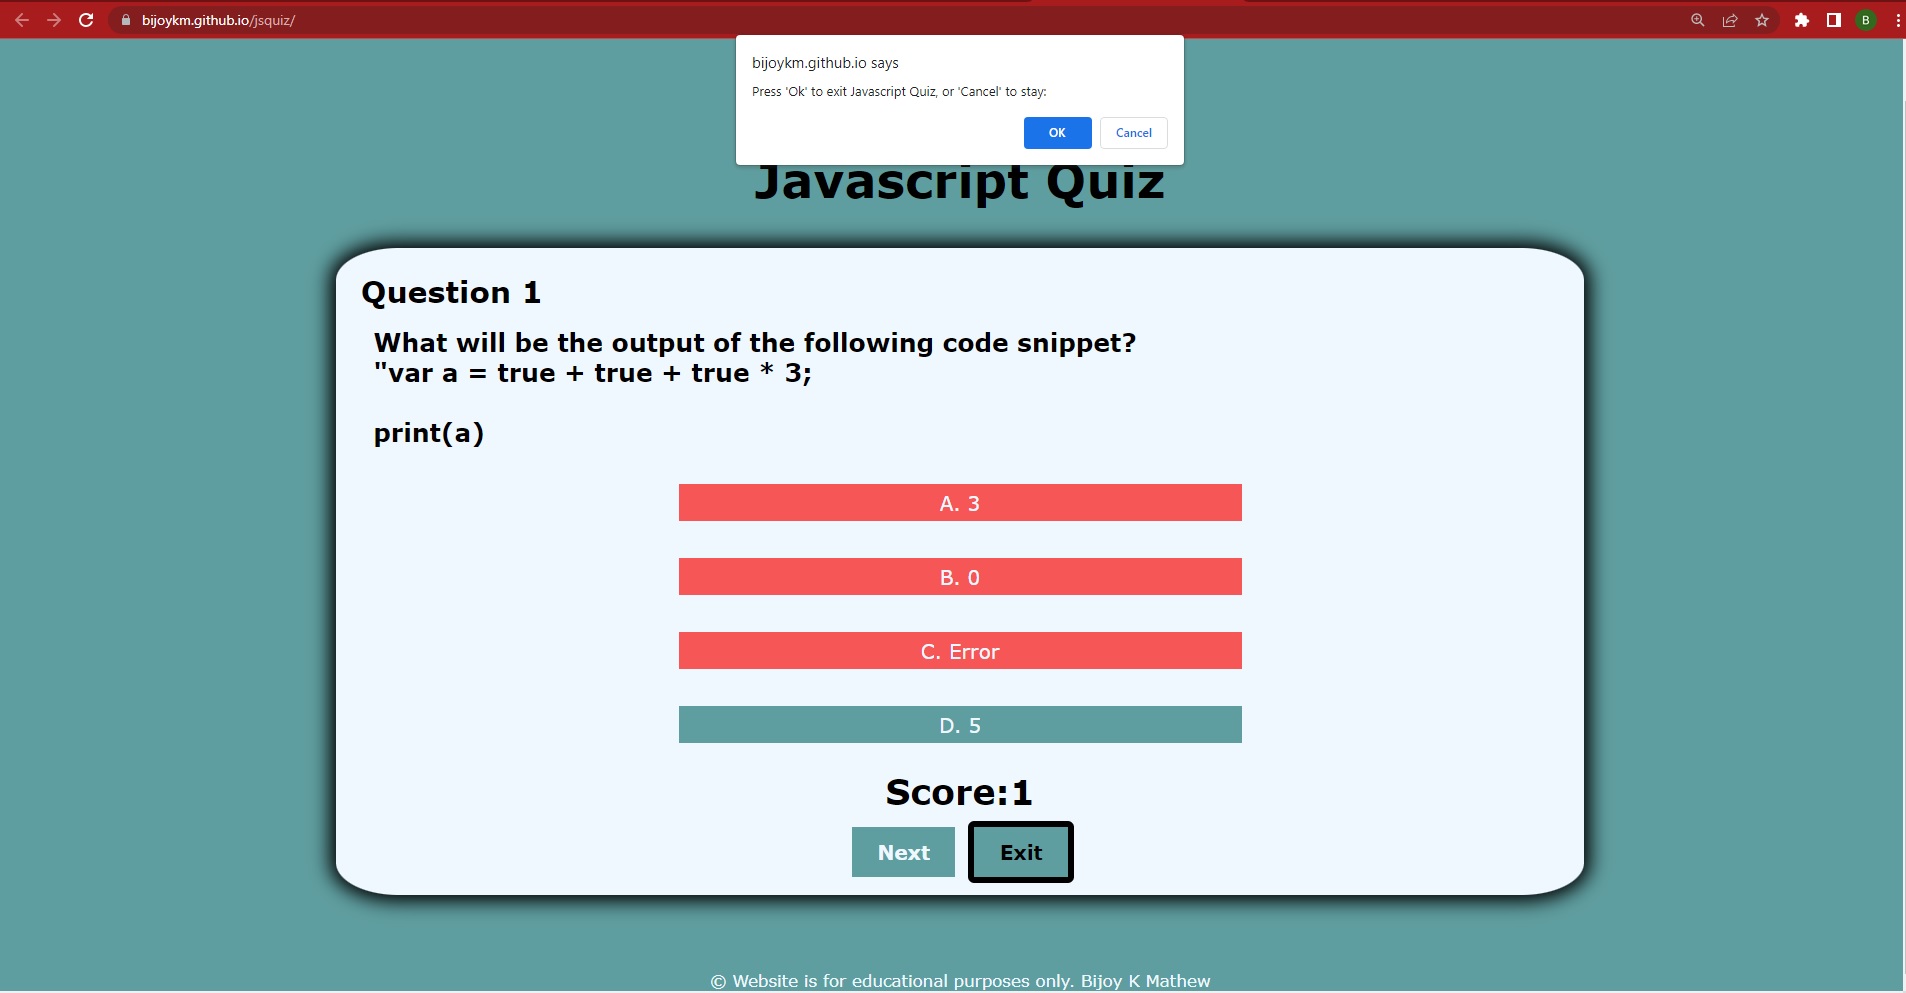 bijoykm.github.io/jsquiz/
B
bijoykm.github.io says
Press 'Ok' to exit Javascript Quiz, or 'Cancel' to stay:
OK
Cancel
Javascript Quiz
Question 1
What will be the output of the following code snippet?
"var a = true + true + true * 3;
print(a)
A. 3
B. 0
C. Error
D. 5
Score:1
Next
Exit
© Website is for educational purposes only. Bijoy K Mathew